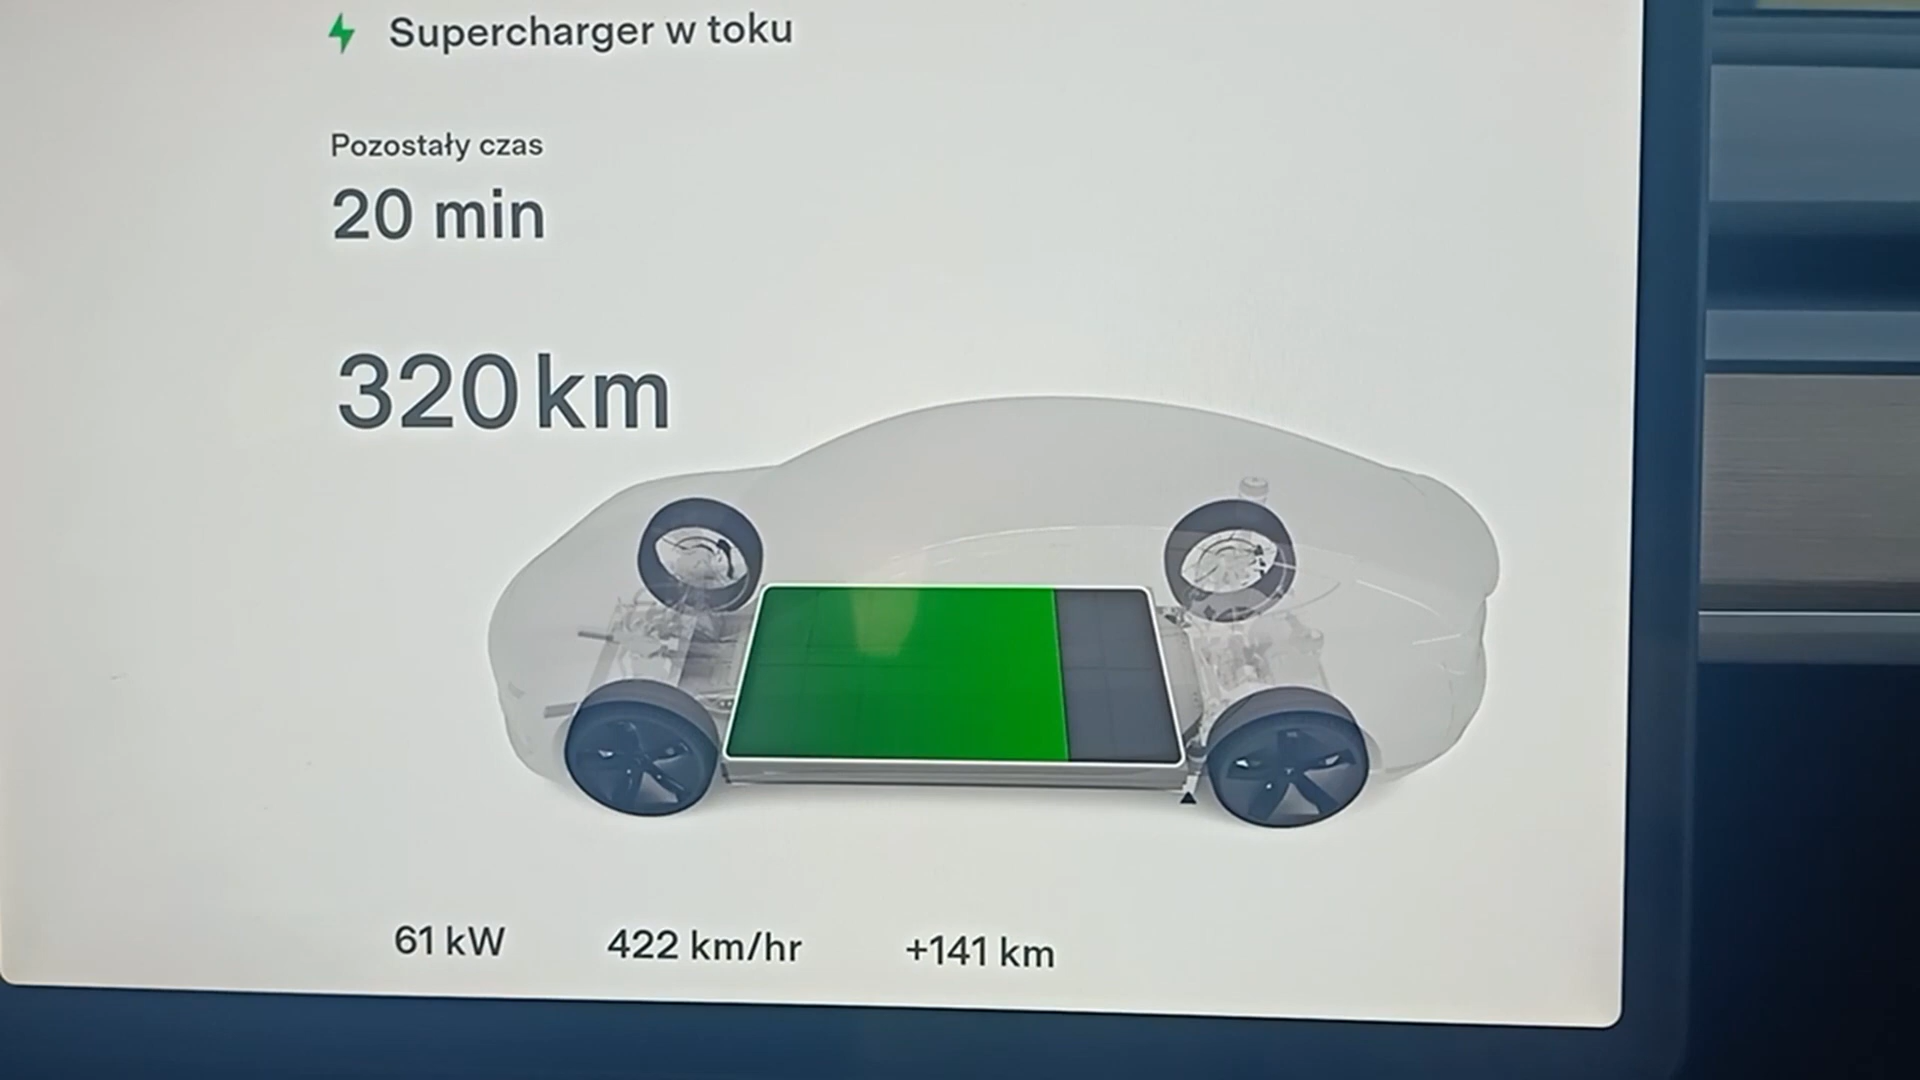 Supercharger w toku
Pozostały czas
20 min
320 km
61 kW 422 km/hr +141 km